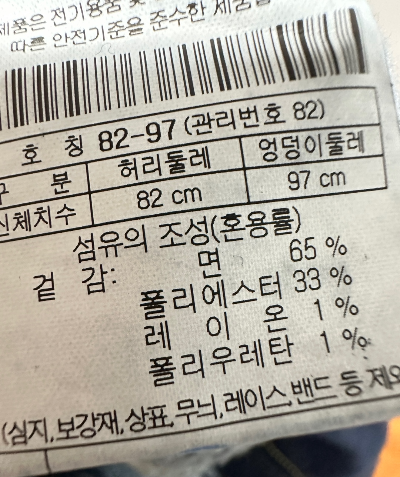 제품은 전기용품 및
따른 안전기준을 준수한 제품임
호 칭 82-97 (관리번호 82)
구 분 허리둘레 엉덩이둘레
신체치수 82 cm 97 cm
섬유의 조성(혼용률)
겉 감: 면 65 %
폴리에스터 33 %
레 이 온 1 %
폴리우레탄 1 %
(심지,보강재,상표,무늬,레이스,밴드 등 제외